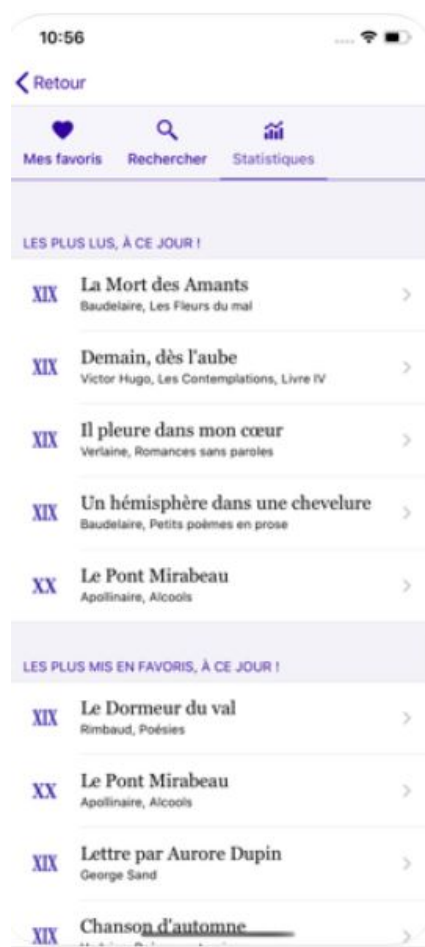 10:56
Retour
Mes favoris Rechercher Statistiques
LES PLUS LUS, À CE JOUR !
XIX La Mort des Amants
Baudelaire, Les Fleurs du mal
XIX Demain, dès l'aube
Victor Hugo, Les Contemplations, Livre IV
XIX Il pleure dans mon cœur
Verlaine, Romances sans paroles
XIX Un hémisphère dans une chevelure
Baudelaire, Petits poèmes en prose
XX Le Pont Mirabeau
Apollinaire, Alcools
LES PLUS MIS EN FAVORIS, À CE JOUR !
XIX Le Dormeur du val
Rimbaud, Poésies
XX Le Pont Mirabeau
Apollinaire, Alcools
XIX Lettre par Aurore Dupin
George Sand
XIX Chanson d'automne